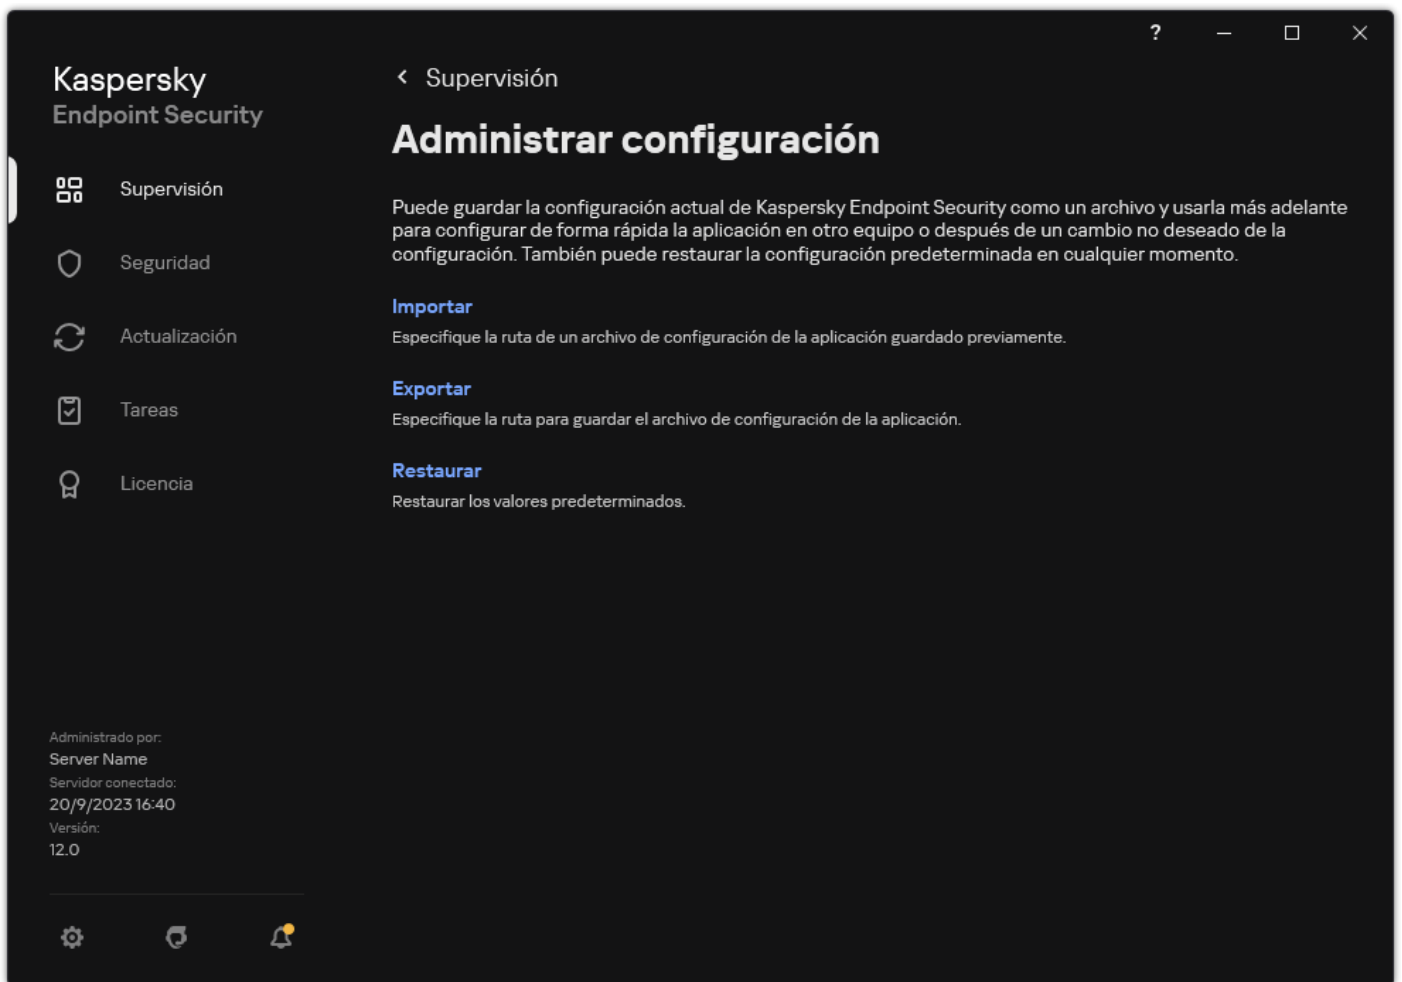 ?
Kaspersky
Endpoint Security
Supervisión
Seguridad
Actualización
Tareas
Licencia
Administrado por:
Server Name
Servidor conectado:
20/9/2023 16:40
Versión:
12.0
Supervisión
Administrar configuración
Puede guardar la configuración actual de Kaspersky Endpoint Security como un archivo y usarla más adelante
para configurar de forma rápida la aplicación en otro equipo o después de un cambio no deseado de la
configuración. También puede restaurar la configuración predeterminada en cualquier momento.
Importar
Especifique la ruta de un archivo de configuración de la aplicación guardado previamente.
Exportar
Especifique la ruta para guardar el archivo de configuración de la aplicación.
Restaurar
Restaurar los valores predeterminados.